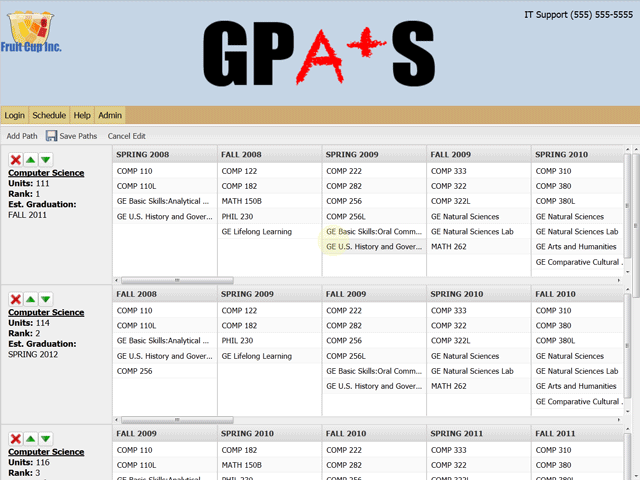 Fruit Cup Inc.
GPA+S
IT Support (555) 555-5555
Login Schedule Help Admin
Add Path Save Paths Cancel Edit
Computer Science
Units: 111
Rank: 1
Est. Graduation:
FALL 2011
SPRING 2008 FALL 2008 SPRING 2009 FALL 2009 SPRING 2010
COMP 110 COMP 122 COMP 222 COMP 333 COMP 310
COMP 110L COMP 182 COMP 282 COMP 322 COMP 380
GE Basic Skills:Analytical ... MATH 150B COMP 256 COMP 322L COMP 380L
GE U.S. History and Gover... PHIL 230 COMP 256L GE Natural Sciences GE Natural Sciences
GE Lifelong Learning GE Basic Skills:Oral Comm... GE Natural Sciences Lab GE Natural Sciences Lab
GE U.S. History and Gover... MATH 262 GE Arts and Humanities
GE Comparative Cultural .
Computer Science
Units: 114
Rank: 2
Est. Graduation:
SPRING 2012
FALL 2008 SPRING 2009 FALL 2009 SPRING 2010 FALL 2010
COMP 110 COMP 122 COMP 222 COMP 333 COMP 310
COMP 110L COMP 182 COMP 282 COMP 322 COMP 380
GE Basic Skills:Analytical ... PHIL 230 COMP 256 COMP 322L COMP 380L
GE U.S. History and Gover... GE Lifelong Learning COMP 256L GE Natural Sciences GE Natural Sciences
COMP 256 GE Basic Skills:Oral Comm... GE Natural Sciences Lab GE Natural Sciences Lab
GE U.S. History and Gover... MATH 262 GE Arts and Humanities
GE Comparative Cultural .
Computer Science
Units: 116
Rank: 3
FALL 2009 SPRING 2010 FALL 2010 SPRING 2011 FALL 2011
COMP 110 COMP 182 COMP 222 COMP 333 COMP 310
COMP 110L MATH 150B COMP 282 COMP 322 COMP 380
GE Basic Skills:Analytical ... PHIL 230 COMP 256 COMP 322L COMP 380L